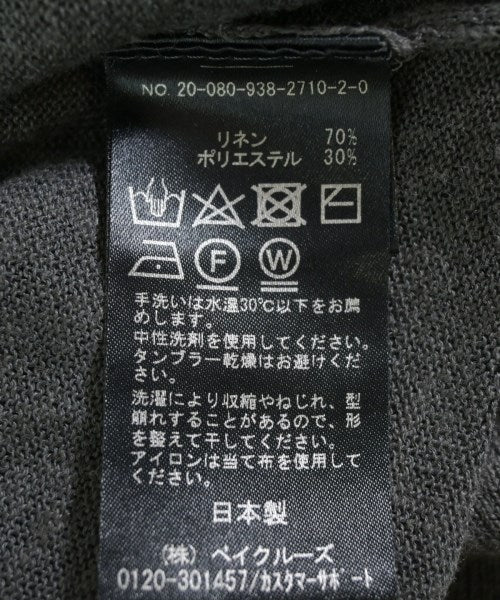 NO. 20-080-938-2710-2-0
リネン 70%
ポリエステル 30%
F W
手洗いは水温30℃以下をお薦
めします。
中性洗剤を使用してください。
タンブラー乾燥はお避けくだ
さい。
洗濯により収縮やねじれ、型
崩れすることがあるので、形
を整えて干してください。
アイロンは当て布を使用して
ください。
日本製
(株) ベイクルーズ
0120-301457/カスタマーサポート